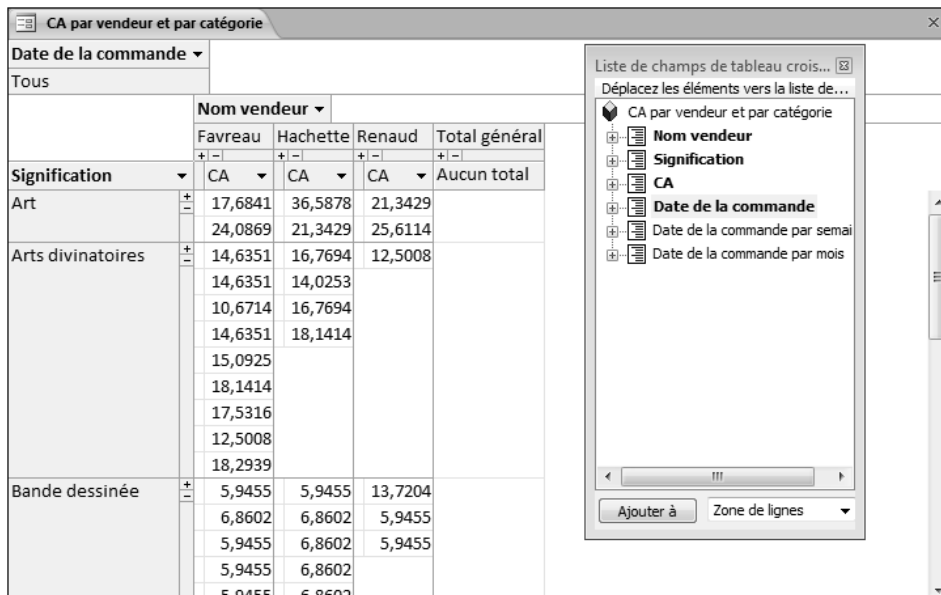 CA par vendeur et par catégorie
Date de la commande
Tous
Nom vendeur
Favreau Hachette Renaud Total général
Signification CA CA CA Aucun total
Art 17,6841 36,5878 21,3429
24,0869 21,3429 25,6114
Arts divinatoires 14,6351 16,7694 12,5008
14,6351 14,0253
10,6714 16,7694
14,6351 18,1414
15,0925
18,1414
17,5316
12,5008
18,2939
Bande dessinée 5,9455 5,9455 13,7204
6,8602 6,8602 5,9455
5,9455 6,8602 5,9455
5,9455 6,8602
5,9455 6,8602
Liste de champs de tableau crois...
Déplacez les éléments vers la liste de...
CA par vendeur et par catégorie
Nom vendeur
Signification
CA
Date de la commande
Date de la commande par semai
Date de la commande par mois
Ajouter à Zone de lignes